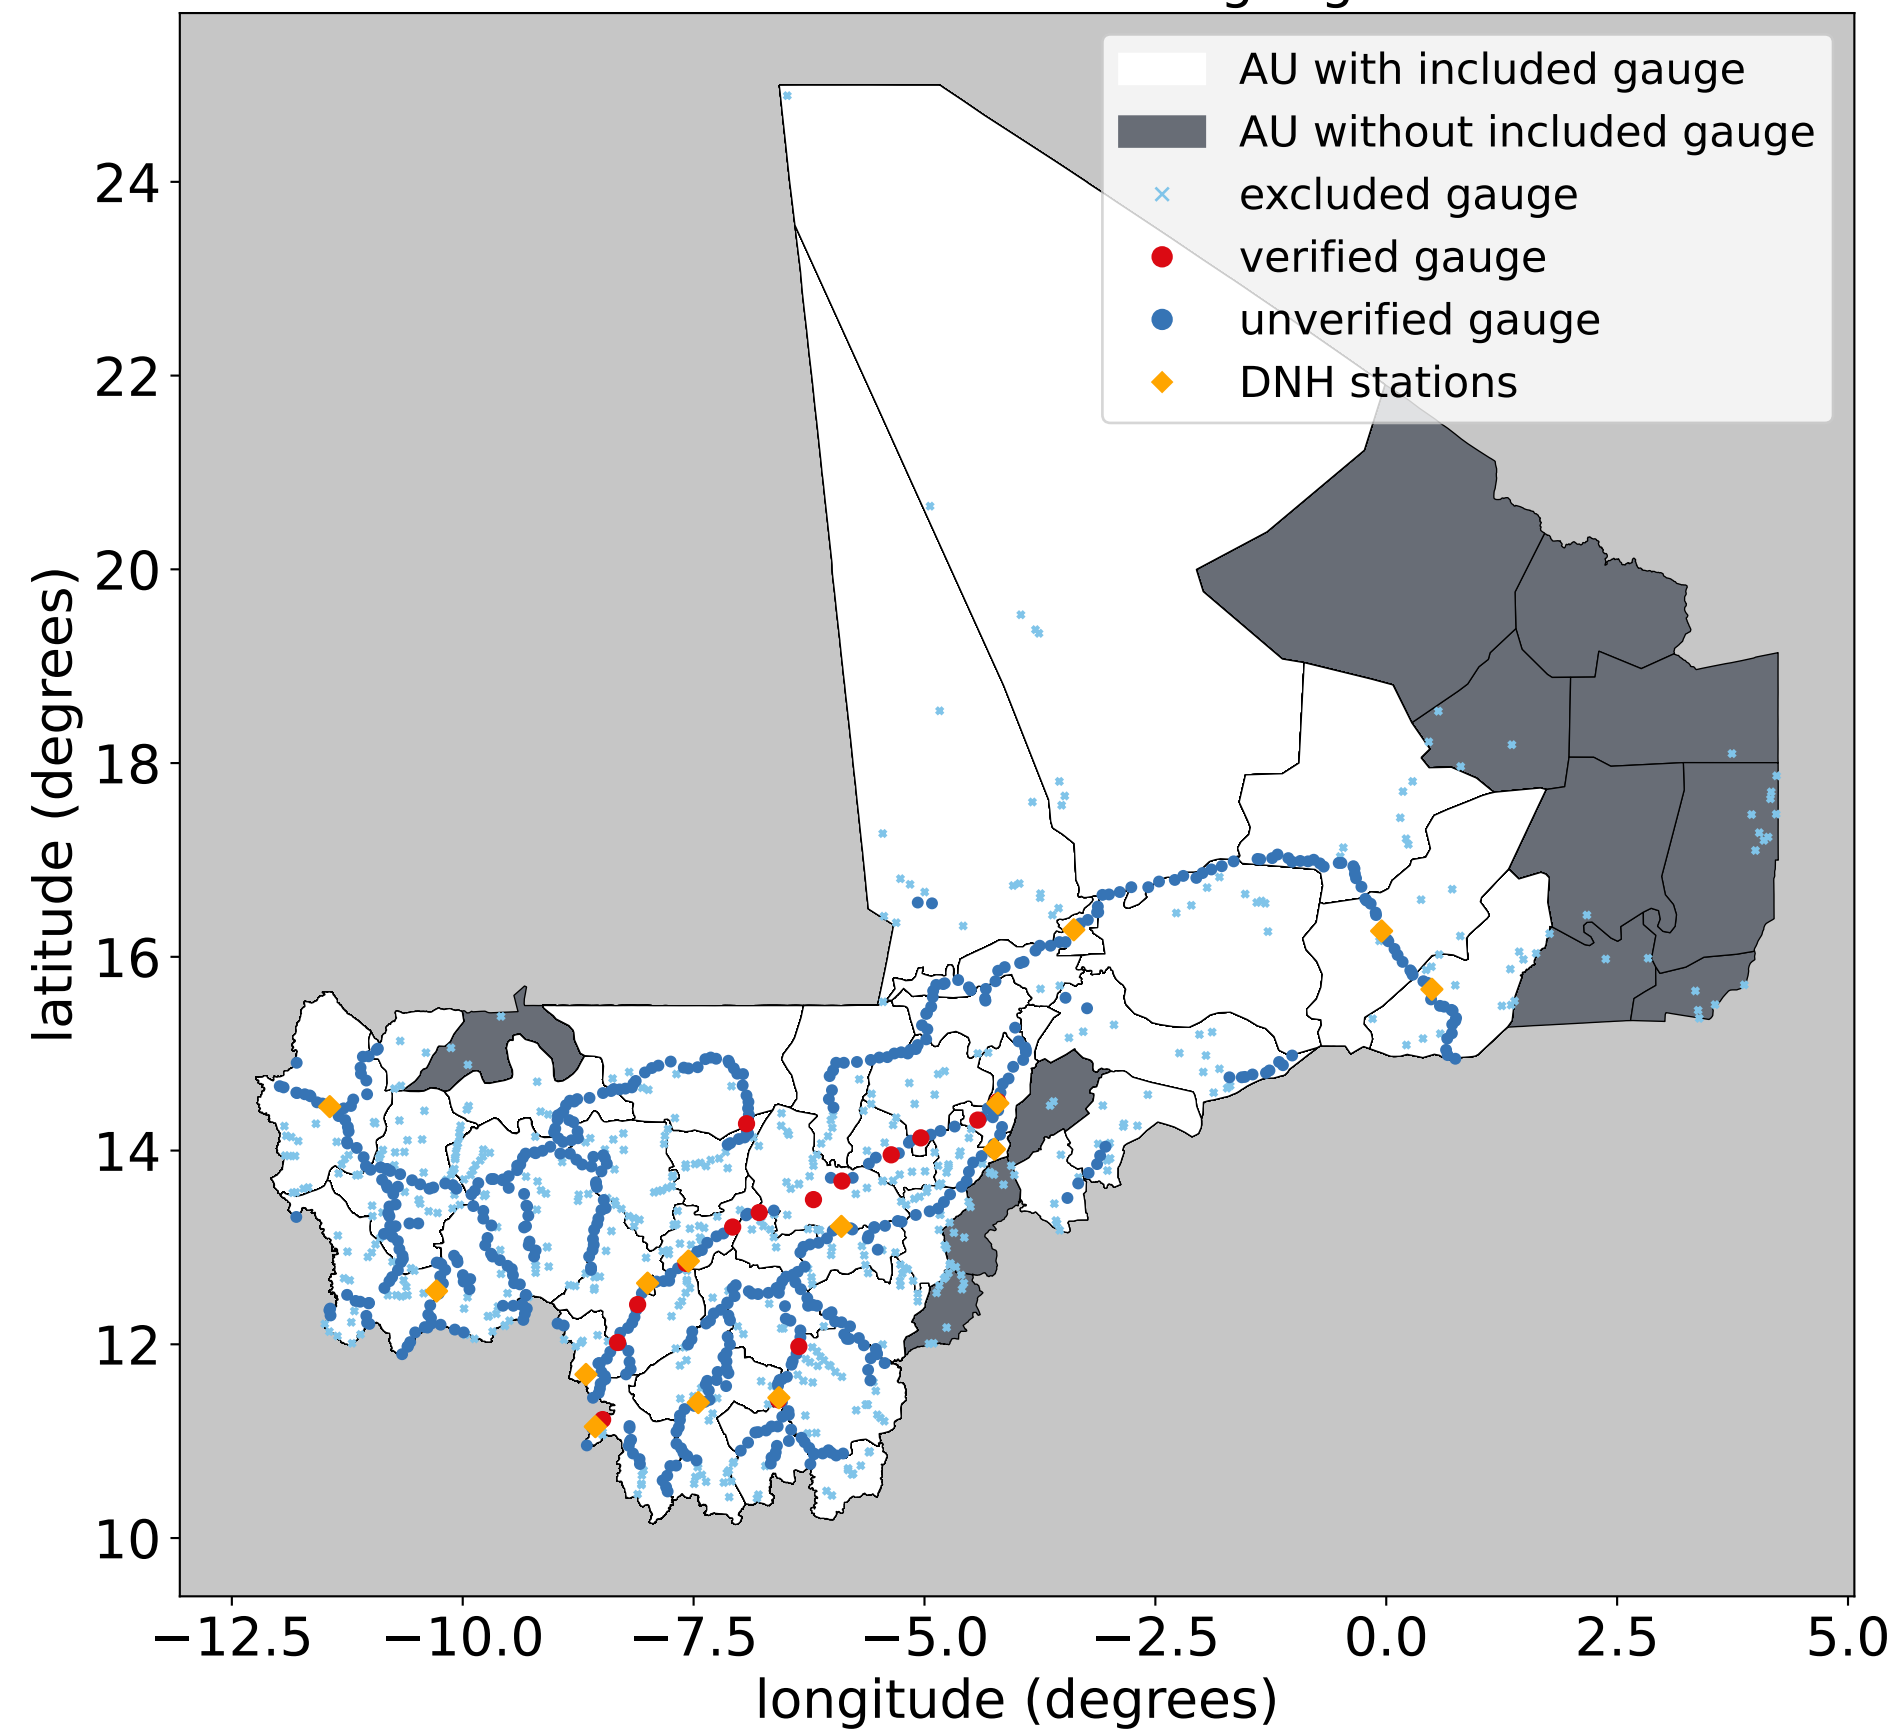 AU with included gauge
AU without included gauge
excluded gauge
verified gauge
unverified gauge
DNH stations
latitude (degrees)
24
22
20
18
16
14
12
10
−12.5 −10.0 −7.5 −5.0 −2.5 0.0 2.5 5.0
longitude (degrees)